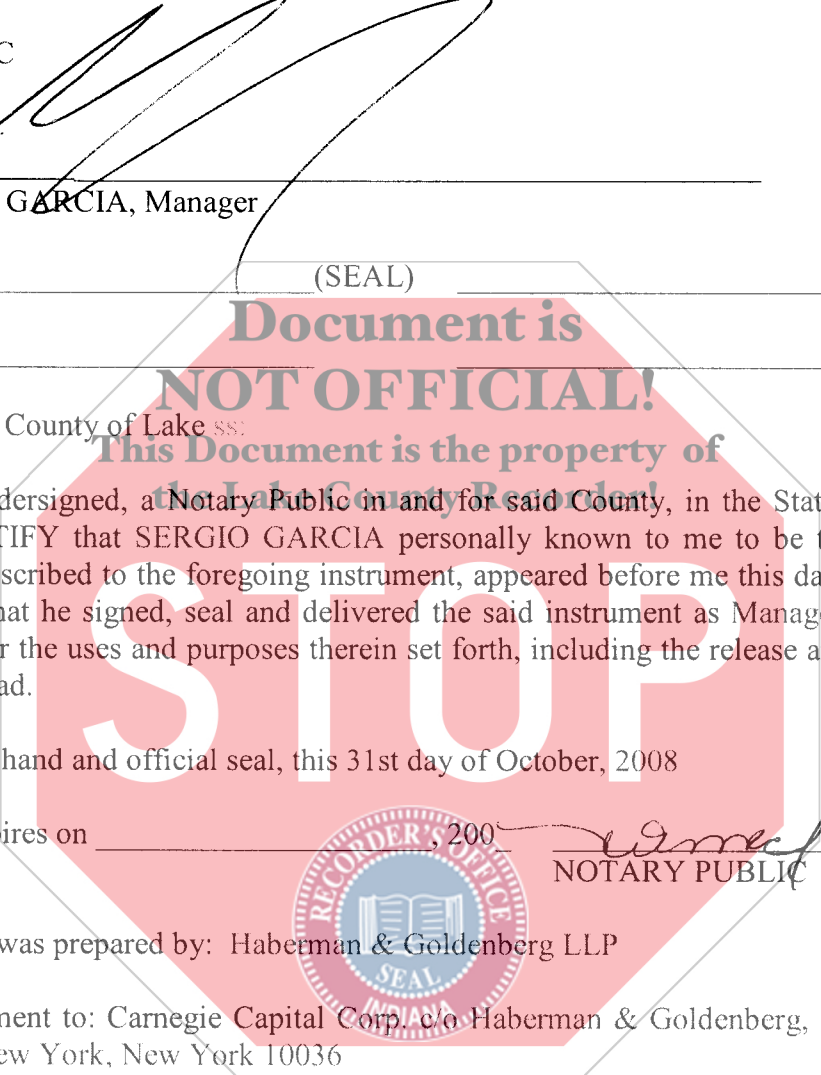 C
GARCIA, Manager
(SEAL)
Document is
NOT OFFICIAL!
County of Lake ss:
This Document is the property of
the Lake County Recorder!
dersigned, a Notary Public in and for said County, in the Stat
TIFY that SERGIO GARCIA personally known to me to be t
scribed to the foregoing instrument, appeared before me this da
hat he signed, seal and delivered the said instrument as Manag
r the uses and purposes therein set forth, including the release a
ad.
STOP
hand and official seal, this 31st day of October, 2008
ires on , 200
NOTARY PUBLIC
RECORDER'S OFFICE
SEAL
INDIANA
was prepared by: Haberman & Goldenberg LLP
ment to: Carnegie Capital Corp. c/o Haberman & Goldenberg,
ew York, New York 10036